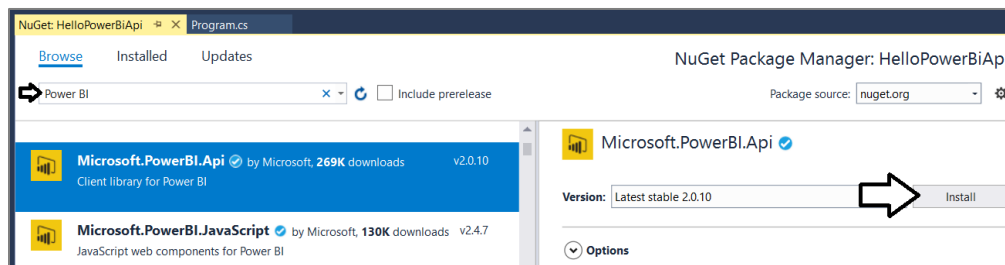 NuGet: HelloPowerBiApi Program.cs
Browse Installed Updates
NuGet Package Manager: HelloPowerBiAp
Power BI
Include prerelease
Package source: nuget.org
Microsoft.PowerBI.Api by Microsoft, 269K downloads v2.0.10
Client library for Power BI
Microsoft.PowerBI.JavaScript by Microsoft, 130K downloads v2.4.7
JavaScript web components for Power BI
Microsoft.PowerBI.Api
Version: Latest stable 2.0.10 Install
Options